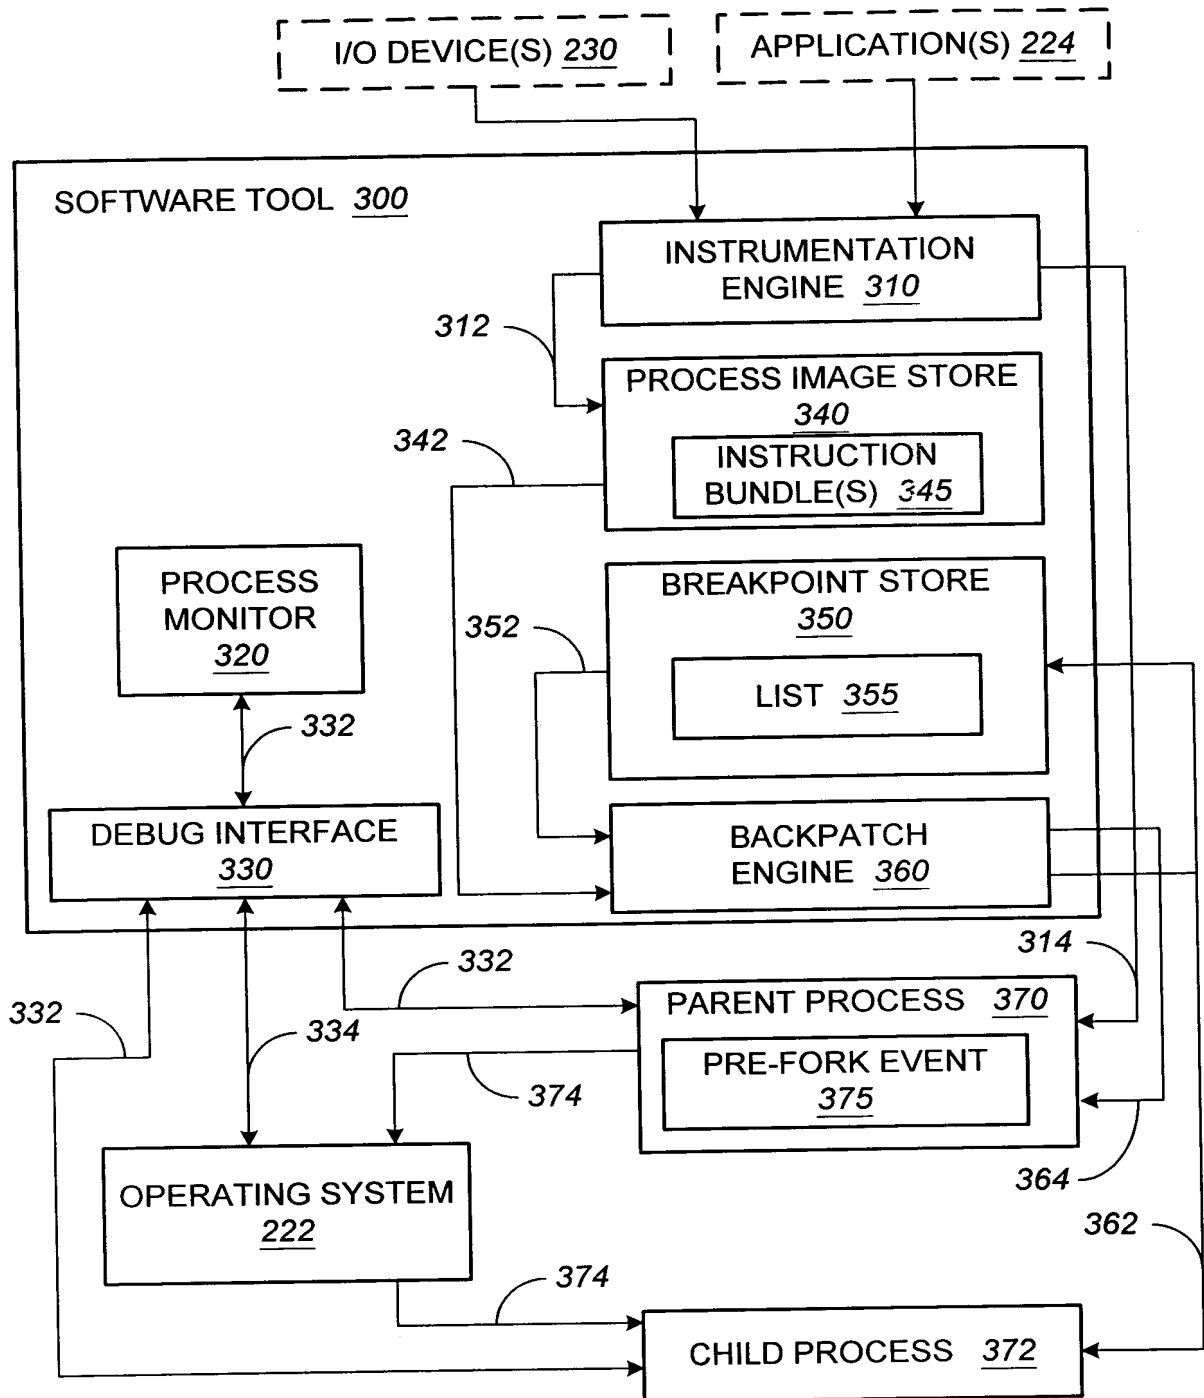 I/O DEVICE(S) 230
APPLICATION(S) 224
SOFTWARE TOOL 300
INSTRUMENTATION
ENGINE 310
312
PROCESS IMAGE STORE
340
342
INSTRUCTION
BUNDLE(S) 345
PROCESS
MONITOR
320
BREAKPOINT STORE
350
352
LIST 355
332
DEBUG INTERFACE
330
BACKPATCH
ENGINE 360
332
314
PARENT PROCESS 370
332
334
PRE-FORK EVENT
375
374
364
OPERATING SYSTEM
222
362
374
CHILD PROCESS 372